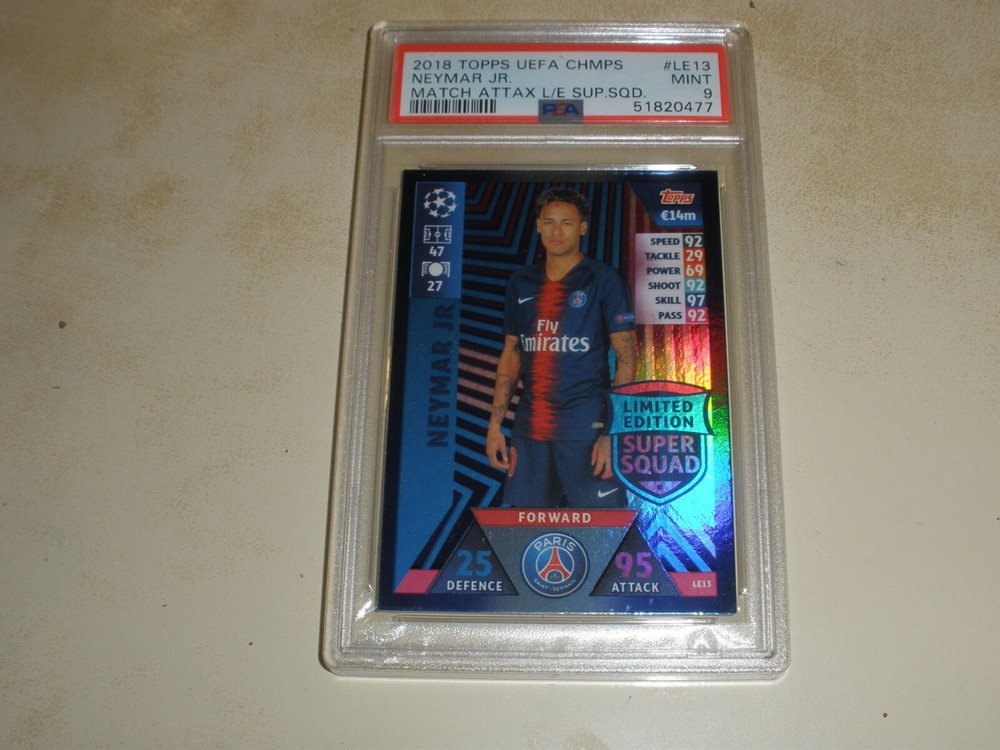 2018 TOPPS UEFA CHMPS #LE13
NEYMAR JR. MINT
MATCH ATTAX L/E SUP.SQD. 9
PSA 51820477
topps
€14m
47
27
SPEED 92
TACKLE 29
POWER 69
SHOOT 92
SKILL 97
PASS 92
NEYMAR JR
Fly
Emirates
LIMITED
EDITION
SUPER
SQUAD
FORWARD
25
DEFENCE
PARIS
SAINT-GERMAIN
95
ATTACK
LE13